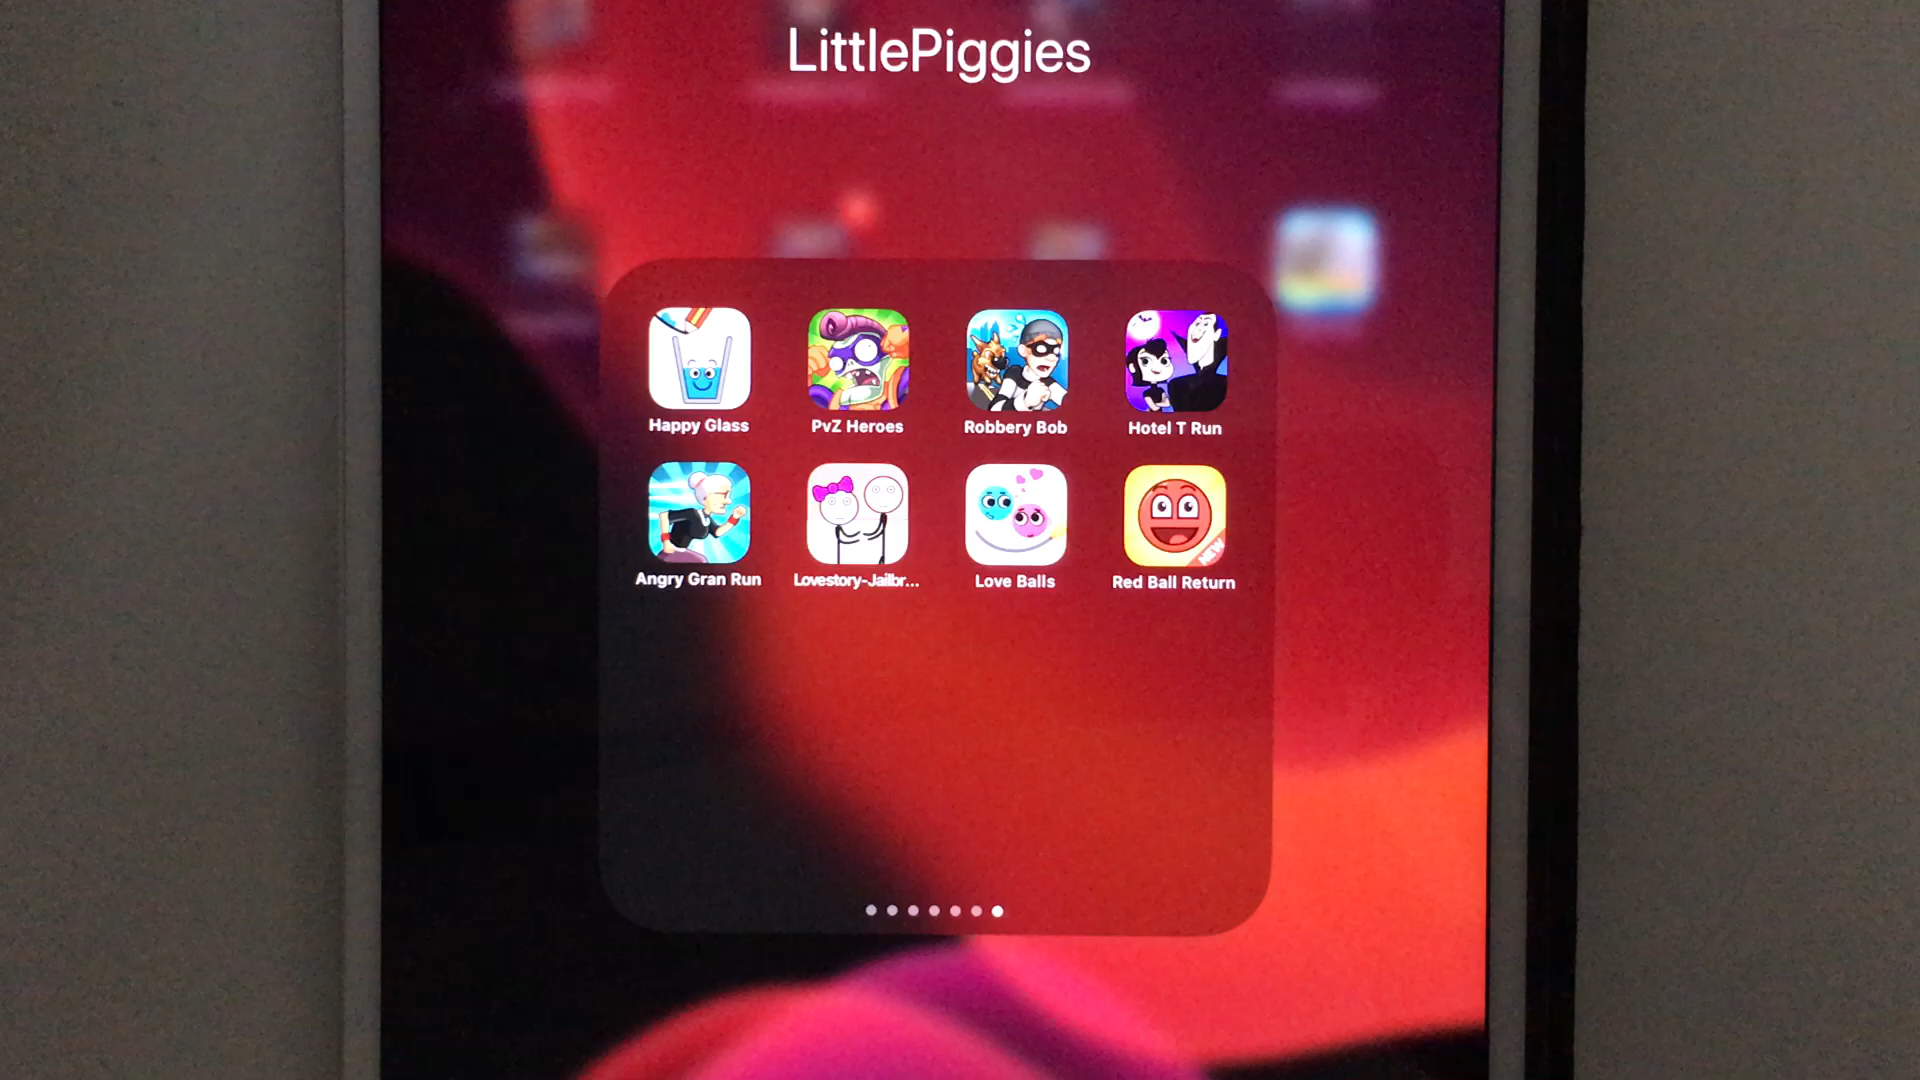 LittlePiggies
Happy Glass
PvZ Heroes
Robbery Bob
Hotel T Run
Angry Gran Run
Lovestory-Jailbr...
Love Balls
Red Ball Return
NEW